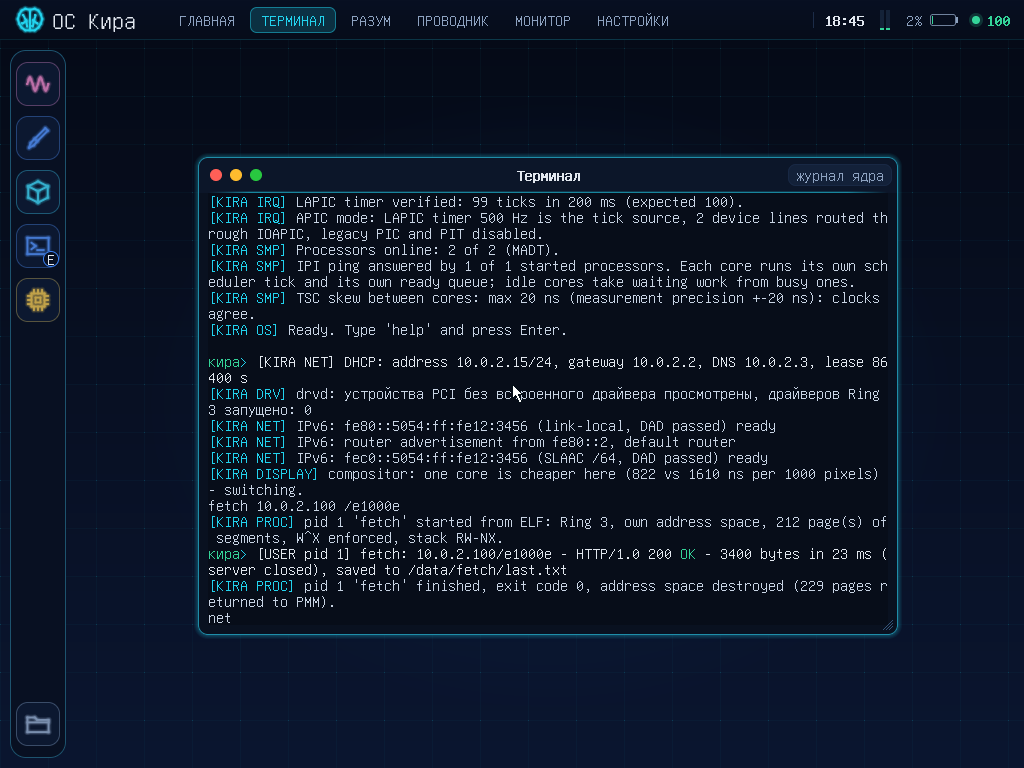 ОС Кира
ГЛАВНАЯ ТЕРМИНАЛ РАЗУМ ПРОВОДНИК МОНИТОР НАСТРОЙКИ
18:45 2% 100
E
Терминал
журнал ядра
[KIRA IRQ] LAPIC timer verified: 99 ticks in 200 ms (expected 100).
[KIRA IRQ] APIC mode: LAPIC timer 500 Hz is the tick source, 2 device lines routed th
rough IOAPIC, legacy PIC and PIT disabled.
[KIRA SMP] Processors online: 2 of 2 (MADT).
[KIRA SMP] IPI ping answered by 1 of 1 started processors. Each core runs its own sch
eduler tick and its own ready queue; idle cores take waiting work from busy ones.
[KIRA SMP] TSC skew between cores: max 20 ns (measurement precision +-20 ns): clocks
agree.
[KIRA OS] Ready. Type 'help' and press Enter.
кира> [KIRA NET] DHCP: address 10.0.2.15/24, gateway 10.0.2.2, DNS 10.0.2.3, lease 86
400 s
[KIRA DRV] drvd: устройства PCI без встроенного драйвера просмотрены, драйверов Ring
3 запущено: 0
[KIRA NET] IPv6: fe80::5054:ff:fe12:3456 (link-local, DAD passed) ready
[KIRA NET] IPv6: router advertisement from fe80::2, default router
[KIRA NET] IPv6: fec0::5054:ff:fe12:3456 (SLAAC /64, DAD passed) ready
[KIRA DISPLAY] compositor: one core is cheaper here (822 vs 1610 ns per 1000 pixels)
- switching.
fetch 10.0.2.100 /e1000e
[KIRA PROC] pid 1 'fetch' started from ELF: Ring 3, own address space, 212 page(s) of
segments, W^X enforced, stack RW-NX.
кира> [USER pid 1] fetch: 10.0.2.100/e1000e - HTTP/1.0 200 OK - 3400 bytes in 23 ms (
server closed), saved to /data/fetch/last.txt
[KIRA PROC] pid 1 'fetch' finished, exit code 0, address space destroyed (229 pages r
eturned to PMM).
net